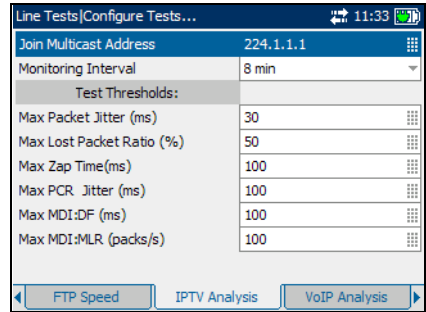 Line Tests|Configure Tests... 11:33
Join Multicast Address 224.1.1.1
Monitoring Interval 8 min
Test Thresholds:
Max Packet Jitter (ms) 30
Max Lost Packet Ratio (%) 50
Max Zap Time(ms) 100
Max PCR Jitter (ms) 100
Max MDI:DF (ms) 100
Max MDI:MLR (packs/s) 100
FTP Speed IPTV Analysis VoIP Analysis